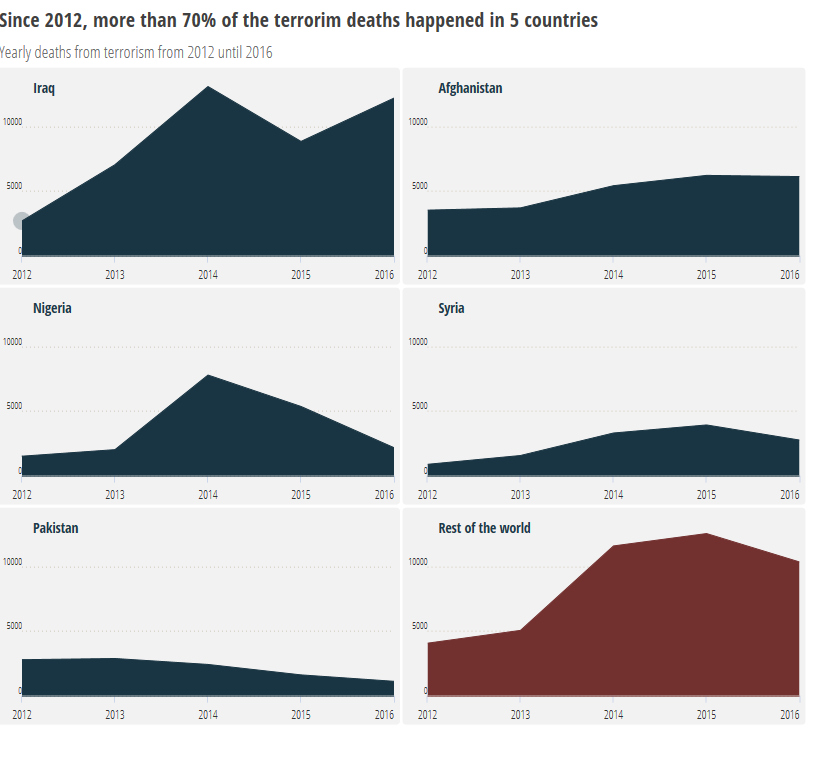 Since 2012, more than 70% of the terrorim deaths happened in 5 countries
Yearly deaths from terrorism from 2012 until 2016
Iraq
10000
5000
0
2012 2013 2014 2015 2016
Afghanistan
10000
5000
0
2012 2013 2014 2015 2016
Nigeria
10000
5000
0
2012 2013 2014 2015 2016
Syria
10000
5000
0
2012 2013 2014 2015 2016
Pakistan
10000
5000
0
2012 2013 2014 2015 2016
Rest of the world
10000
5000
0
2012 2013 2014 2015 2016